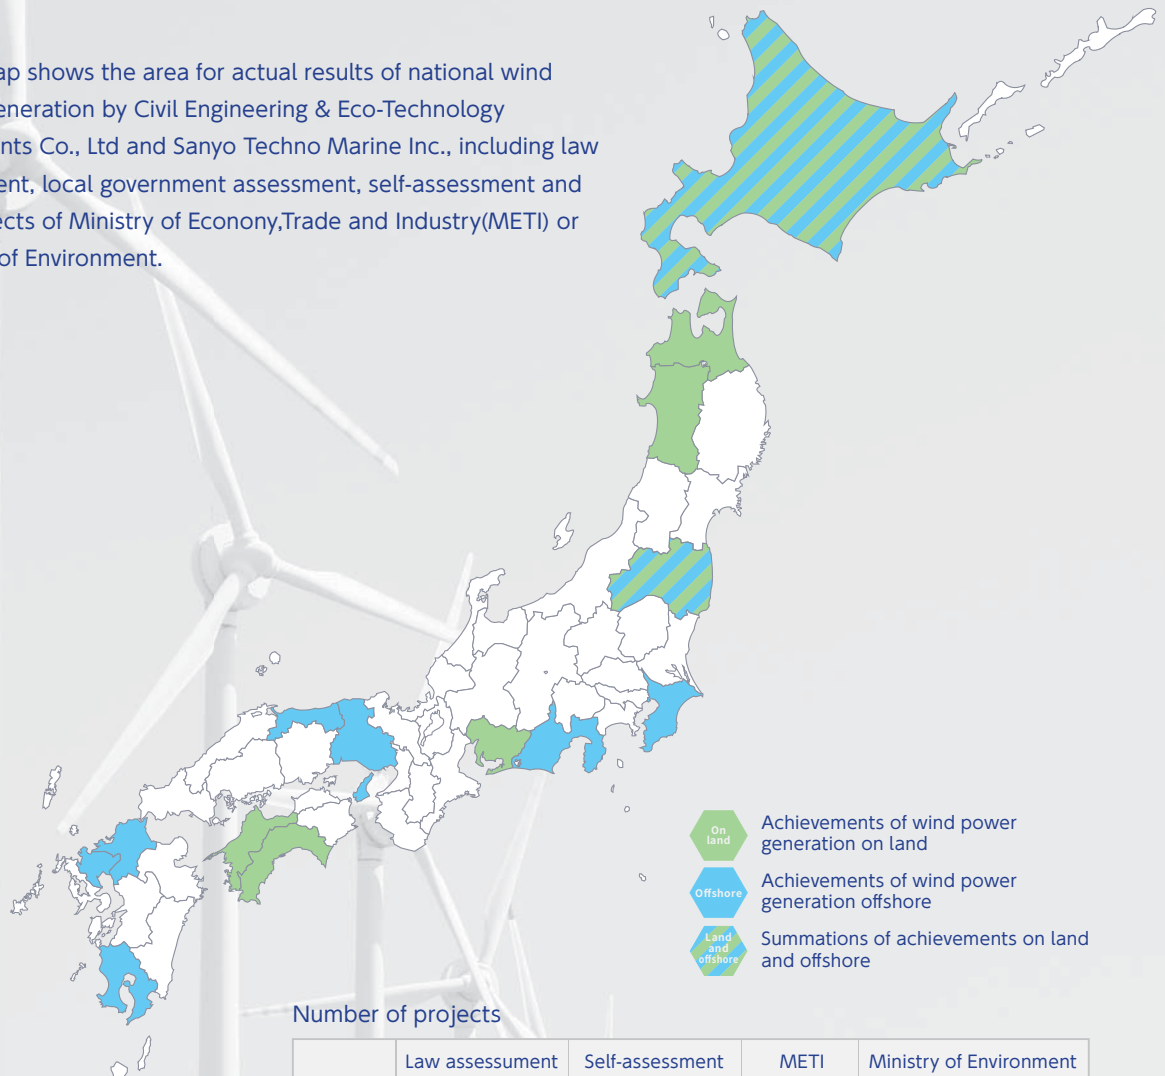 ap shows the area for actual results of national wind
eneration by Civil Engineering & Eco-Technology
nts Co., Ltd and Sanyo Techno Marine Inc., including law
ent, local government assessment, self-assessment and
ects of Ministry of Econony,Trade and Industry(METI) or
of Environment.
On
land
Achievements of wind power
generation on land
Offshore
Achievements of wind power
generation offshore
Land
and
offshore
Summations of achievements on land
and offshore
Number of projects
Law assessument Self-assessment METI Ministry of Environment